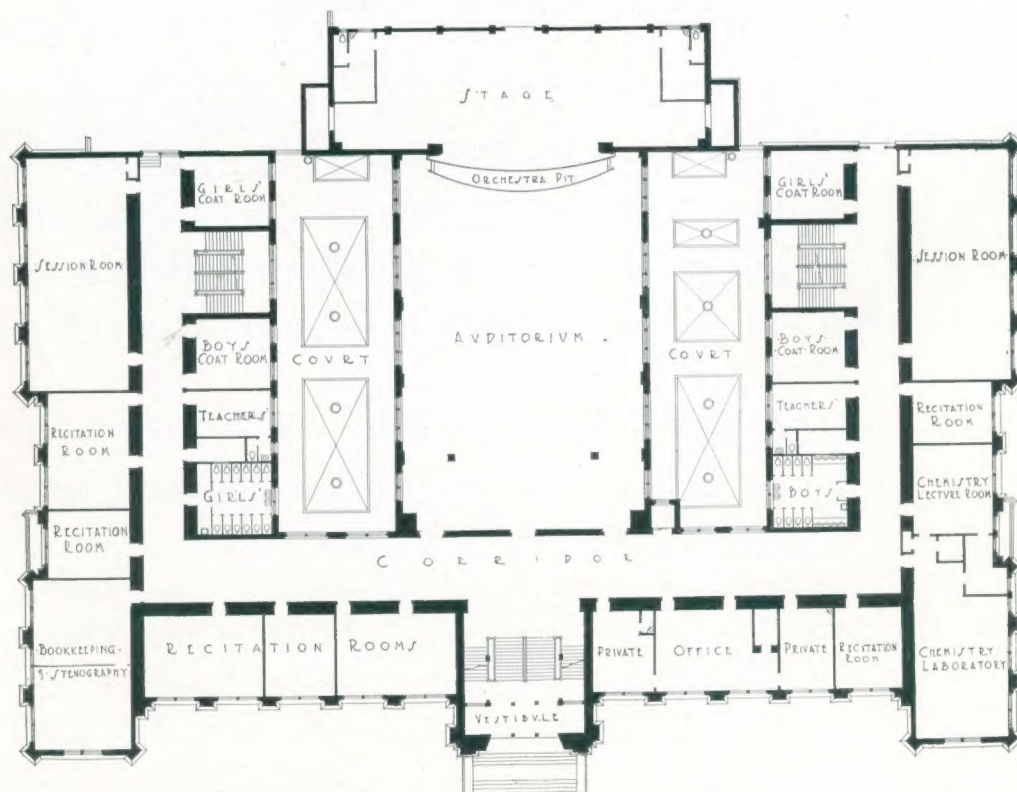 STAGE
ORCHESTRA PIT
GIRLS'
COAT ROOM
GIRLS'
COAT ROOM
SESSION ROOM
SESSION ROOM
AVDITORIVM
BOYS
COAT ROOM
COVRT
COVRT
BOYS
COAT ROOM
TEACHERS'
TEACHERS'
RECITATION
ROOM
RECITATION
ROOM
GIRLS'
BOYS
CHEMISTRY
LECTURE ROOM
RECITATION
ROOM
CORRIDOR
BOOKKEEPING
& STENOGRAPHY
RECITATION ROOMS
PRIVATE
OFFICE
PRIVATE
RECITATION
ROOM
CHEMISTRY
LABORATORY
VESTIBVLE